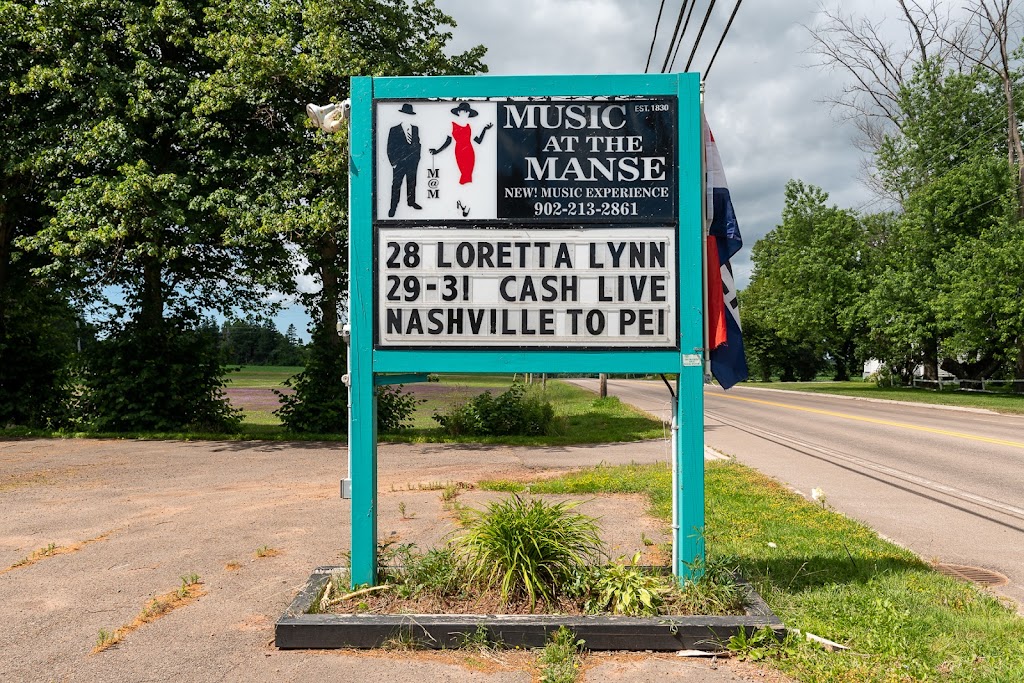 EST. 1830
MUSIC
AT THE
MANSE
NEW! MUSIC EXPERIENCE
902-213-2861
M
@
M
28 LORETTA LYNN
29-31 CASH LIVE
NASHVILLE TO PEI